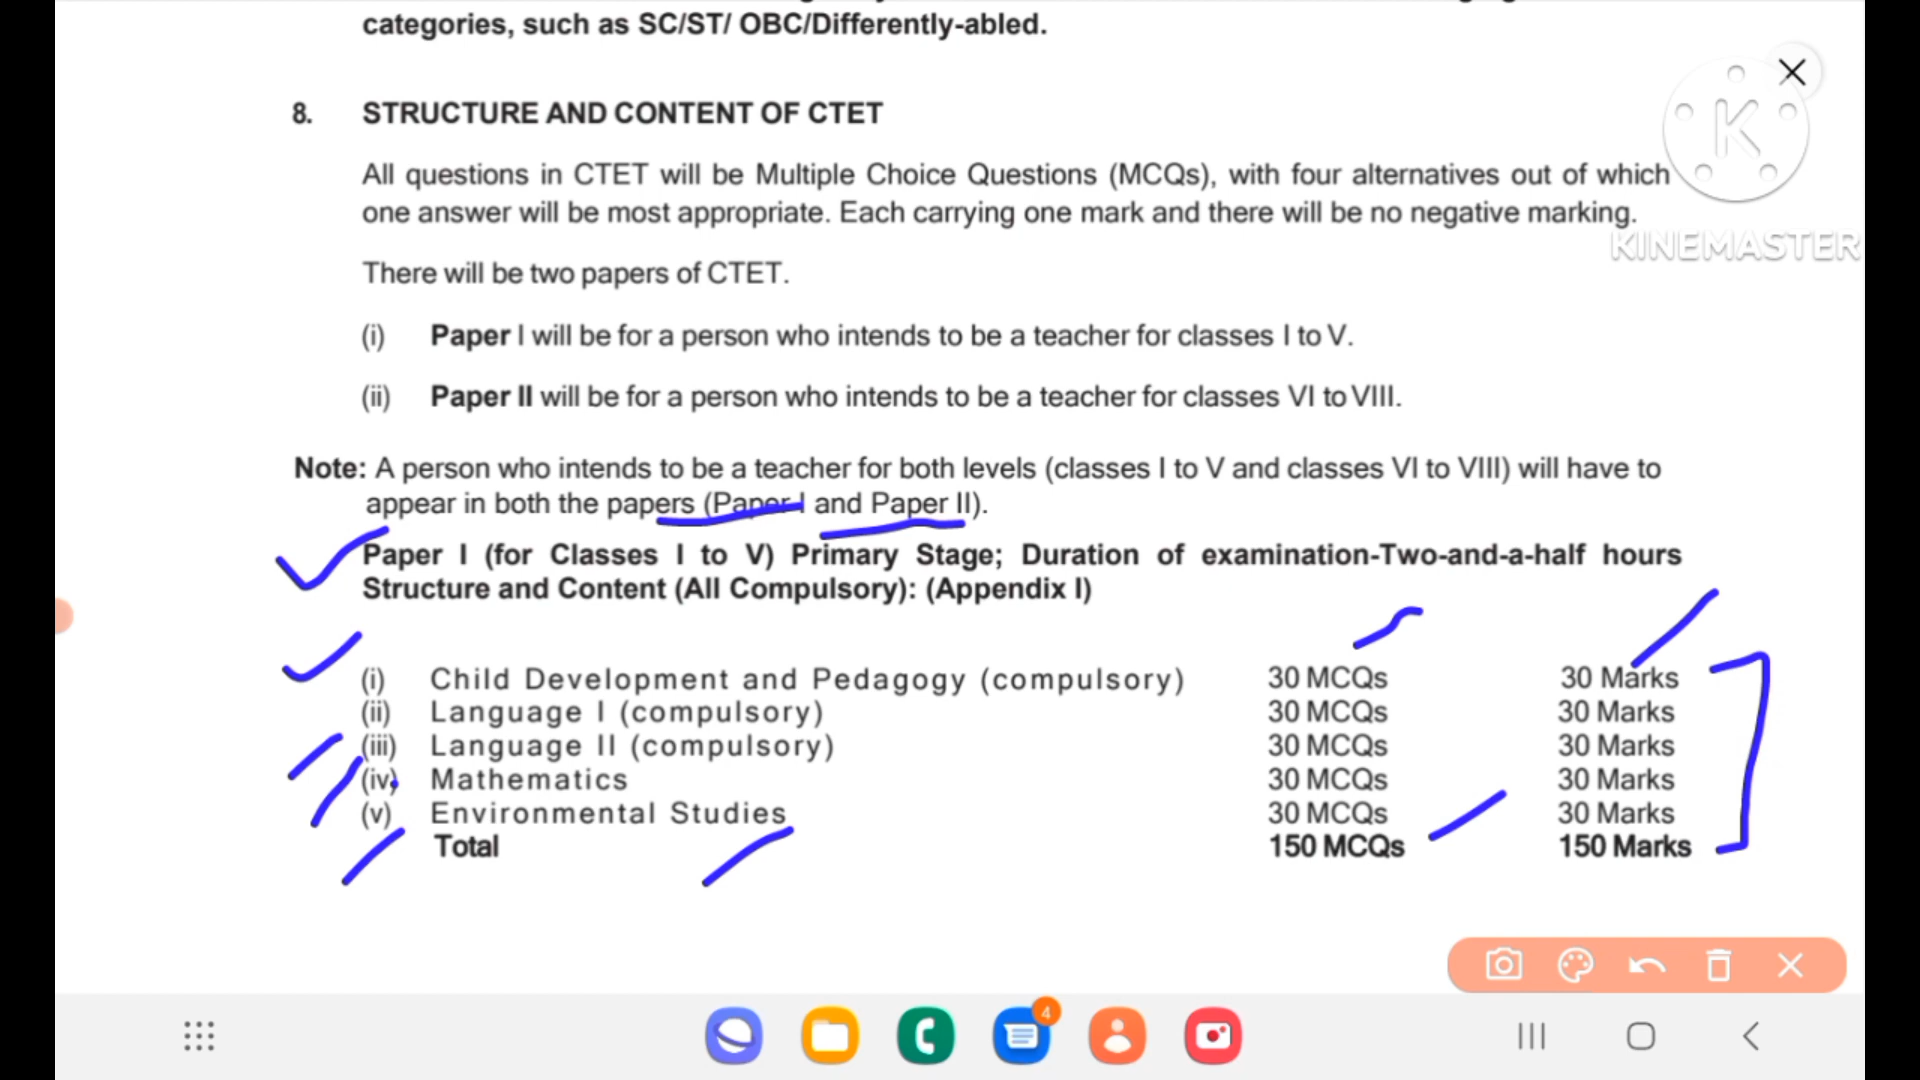 categories, such as SC/ST/ OBC/Differently-abled.
8. STRUCTURE AND CONTENT OF CTET
All questions in CTET will be Multiple Choice Questions (MCQs), with four alternatives out of which
one answer will be most appropriate. Each carrying one mark and there will be no negative marking.
K
KINEMASTER
There will be two papers of CTET.
(i) Paper I will be for a person who intends to be a teacher for classes I to V.
(ii) Paper II will be for a person who intends to be a teacher for classes VI to VIII.
Note: A person who intends to be a teacher for both levels (classes I to V and classes VI to VIII) will have to
appear in both the papers (Paper I and Paper II).
Paper I (for Classes I to V) Primary Stage; Duration of examination-Two-and-a-half hours
Structure and Content (All Compulsory): (Appendix I)
(i) Child Development and Pedagogy (compulsory) 30 MCQs 30 Marks
(ii) Language I (compulsory) 30 MCQs 30 Marks
(iii) Language II (compulsory) 30 MCQs 30 Marks
(iv) Mathematics 30 MCQs 30 Marks
(v) Environmental Studies 30 MCQs 30 Marks
Total 150 MCQs 150 Marks
4